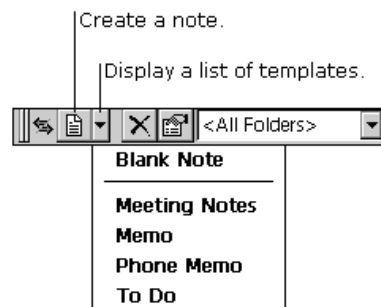 Create a note.
Display a list of templates.
<All Folders>
Blank Note
Meeting Notes
Memo
Phone Memo
To Do